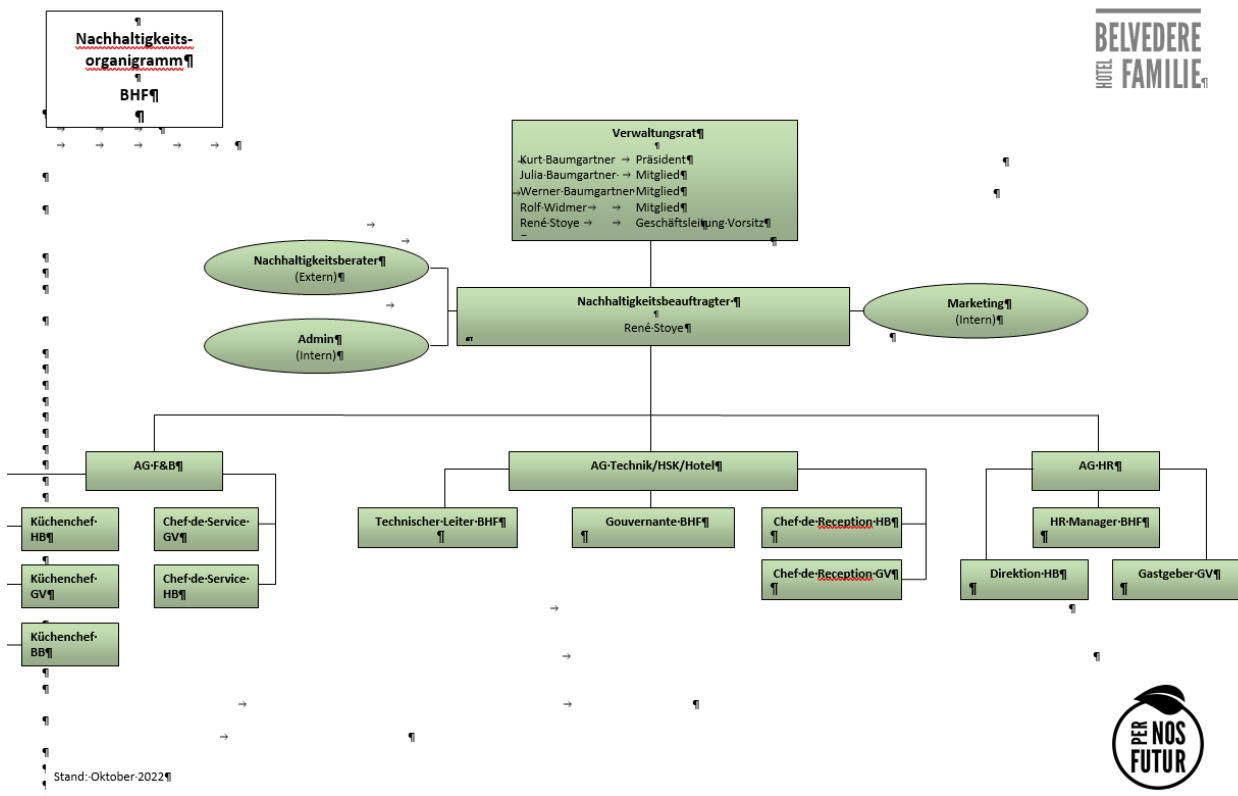 Nachhaltigkeits-
organigramm¶
BHF¶
BELVEDERE
HOTEL FAMILIE
Verwaltungsrat¶
Kurt Baumgartner → Präsident¶
Julia Baumgartner → Mitglied¶
Werner Baumgartner Mitglied¶
Rolf Widmer → → Mitglied¶
René Stoye → → Geschäftsleitung Vorsitz¶
Nachhaltigkeitsberater¶
(Extern)¶
Nachhaltigkeitsbeauftragter ¶
René Stoye¶
Marketing¶
(Intern)¶
Admin¶
(Intern)¶
AG F&B¶
AG Technik/HSK/Hotel¶
AG HR¶
Küchenchef
HB¶
Chef de Service
GV¶
Technischer Leiter BHF¶
Gouvernante BHF¶
Chef de Reception HB¶
HR Manager BHF¶
Küchenchef
GV¶
Chef de Service
HB¶
Chef de Reception GV¶
Direktion HB¶
Gastgeber GV¶
Küchenchef
BB¶
PER NOS
FUTUR
Stand: Oktober 2022¶